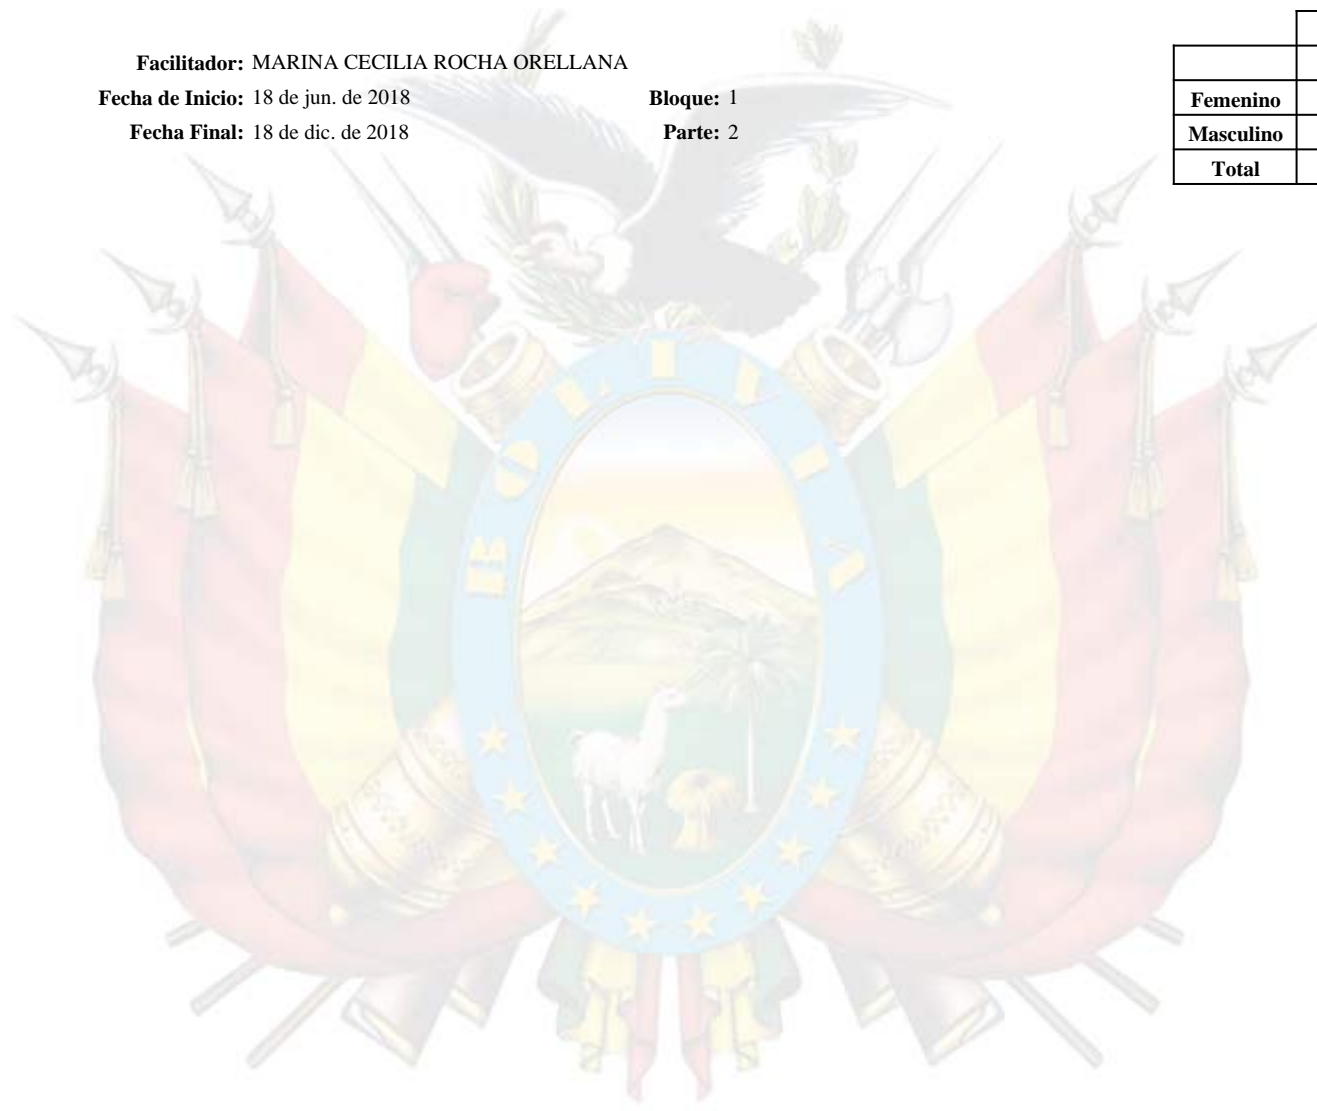 Facilitador: MARINA CECILIA ROCHA ORELLANA
Fecha de Inicio: 18 de jun. de 2018 Bloque: 1
Fecha Final: 18 de dic. de 2018 Parte: 2
Femenino
Masculino
Total
BOLIVIA